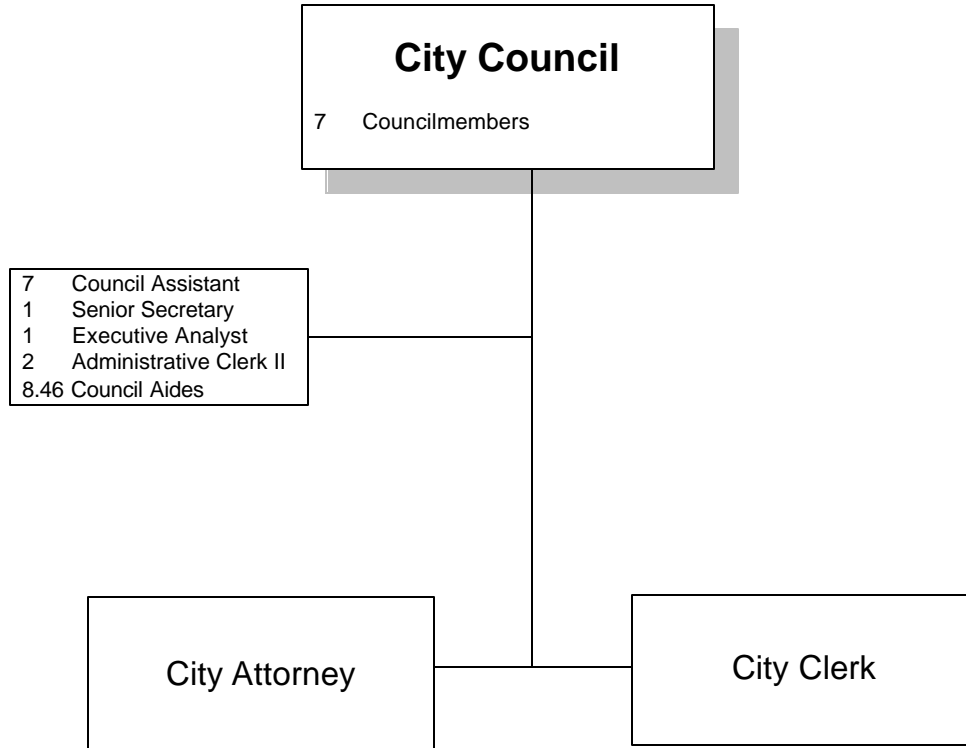 City Council
7 Councilmembers
7 Council Assistant
1 Senior Secretary
1 Executive Analyst
2 Administrative Clerk II
8.46 Council Aides
City Attorney
City Clerk